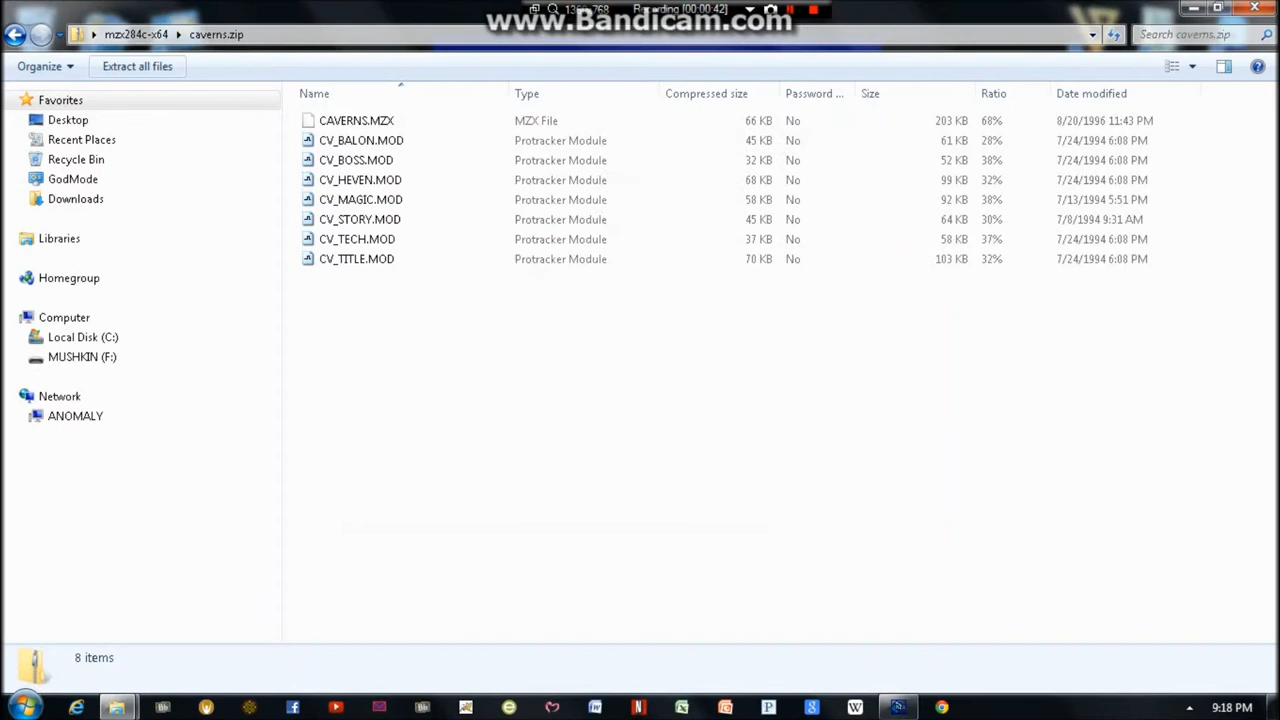 1360x768 Recording [00:00:42]
www.Bandicam.com
mzx284c-x64 caverns.zip Search caverns.zip
Organize Extract all files
Name Type Compressed size Password ... Size Ratio Date modified
Favorites
Desktop
Recent Places
Recycle Bin
GodMode
Downloads
Libraries
Homegroup
Computer
Local Disk (C:)
MUSHKIN (F:)
Network
ANOMALY
CAVERNS.MZX MZX File 66 KB No 203 KB 68% 8/20/1996 11:43 PM
CV_BALON.MOD Protracker Module 45 KB No 61 KB 28% 7/24/1994 6:08 PM
CV_BOSS.MOD Protracker Module 32 KB No 52 KB 38% 7/24/1994 6:08 PM
CV_HEVEN.MOD Protracker Module 68 KB No 99 KB 32% 7/24/1994 6:08 PM
CV_MAGIC.MOD Protracker Module 58 KB No 92 KB 38% 7/13/1994 5:51 PM
CV_STORY.MOD Protracker Module 45 KB No 64 KB 30% 7/8/1994 9:31 AM
CV_TECH.MOD Protracker Module 37 KB No 58 KB 37% 7/24/1994 6:08 PM
CV_TITLE.MOD Protracker Module 70 KB No 103 KB 32% 7/24/1994 6:08 PM
8 items
9:18 PM